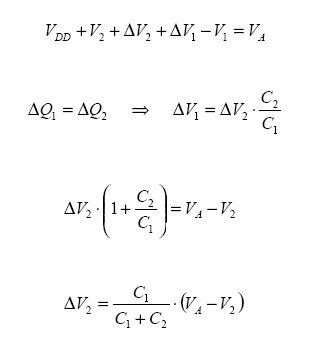 V_DD + V_2 + ΔV_2 + ΔV_1 − V_1 = V_A
ΔQ_1 = ΔQ_2 ⇒ ΔV_1 = ΔV_2 · C_2/C_1
ΔV_2 · (1 + C_2/C_1) = V_A − V_2
ΔV_2 = C_1/(C_1 + C_2) · (V_A − V_2)